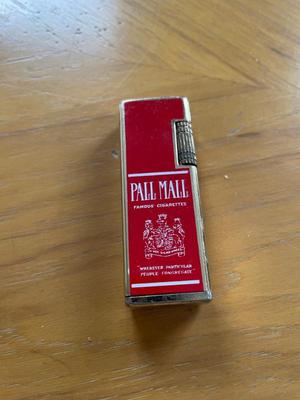 PALL MALL
FAMOUS CIGARETTES
"WHEREVER PARTICULAR
PEOPLE CONGREGATE"